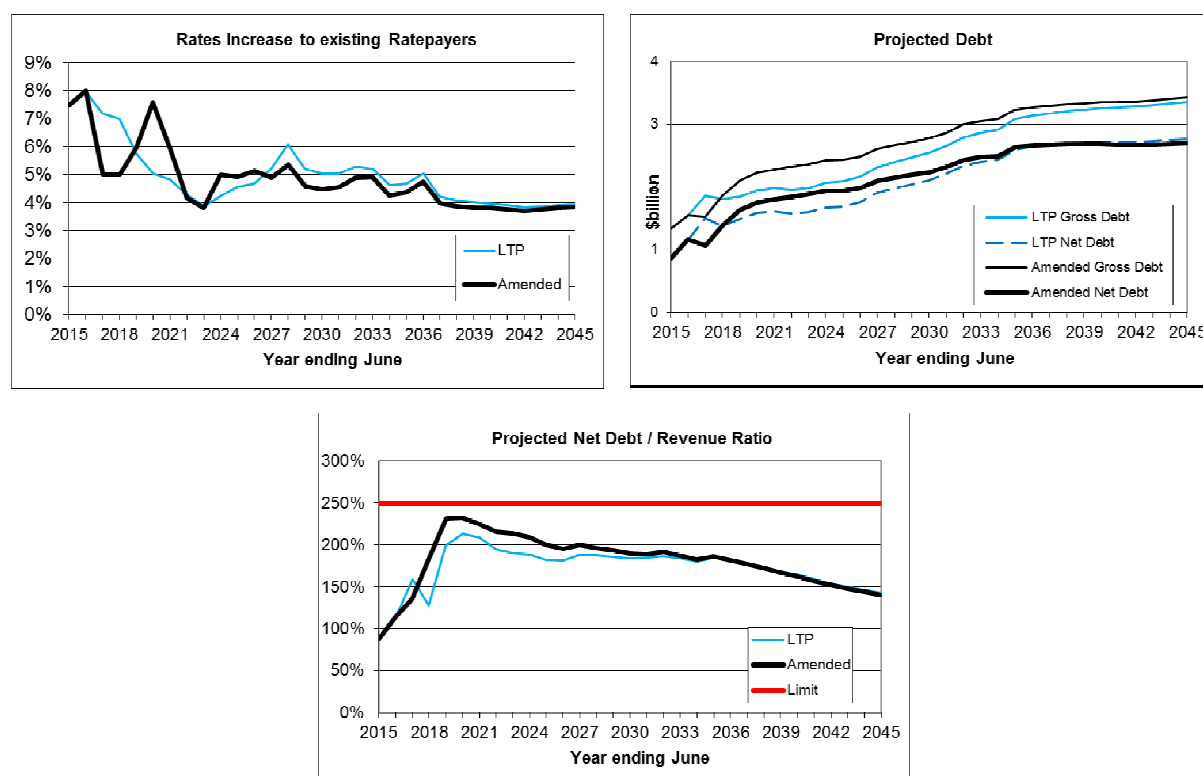 Rates Increase to existing Ratepayers
9%
8%
7%
6%
5%
4%
3%
2%
1%
0%
LTP
Amended
2015 2018 2021 2024 2027 2030 2033 2036 2039 2042 2045
Year ending June
Projected Debt
$billion
4
3
2
1
0
LTP Gross Debt
LTP Net Debt
Amended Gross Debt
Amended Net Debt
2015 2018 2021 2024 2027 2030 2033 2036 2039 2042 2045
Year ending June
Projected Net Debt / Revenue Ratio
300%
250%
200%
150%
100%
50%
0%
LTP
Amended
Limit
2015 2018 2021 2024 2027 2030 2033 2036 2039 2042 2045
Year ending June